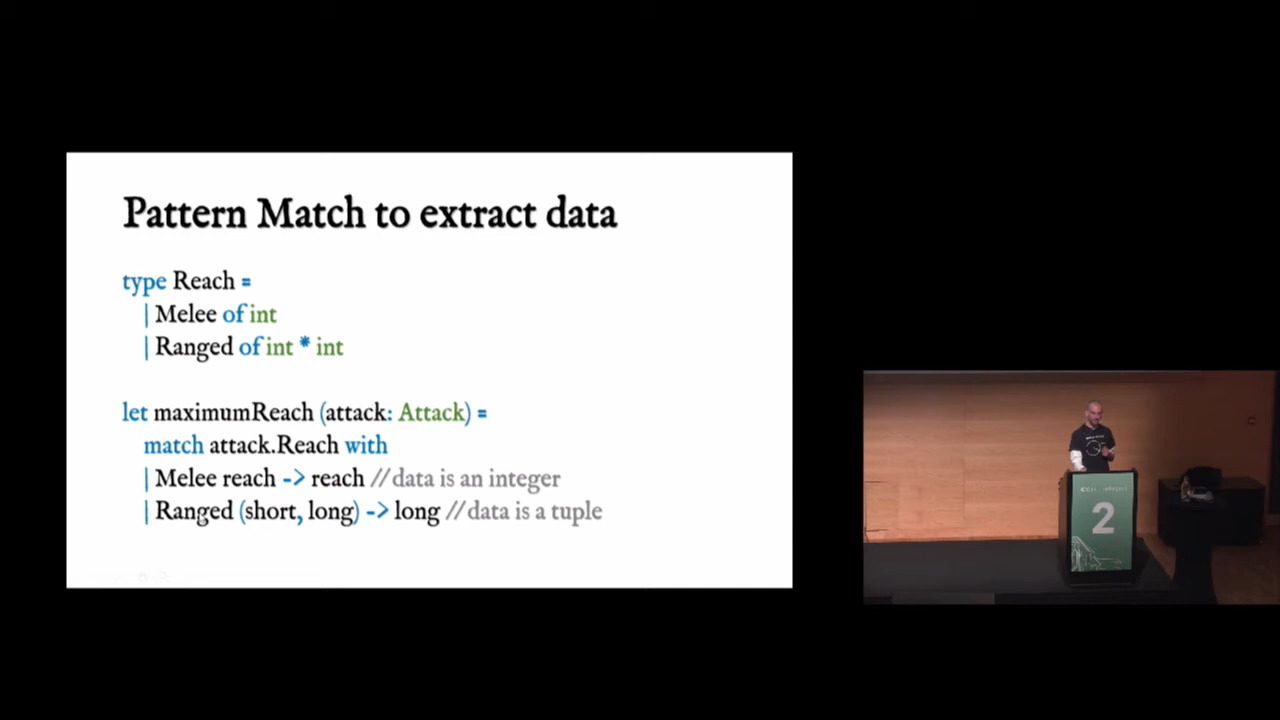 Pattern Match to extract data
type Reach =
| Melee of int
| Ranged of int * int
let maximumReach (attack: Attack) =
match attack.Reach with
| Melee reach -> reach //data is an integer
| Ranged (short, long) -> long //data is a tuple
2